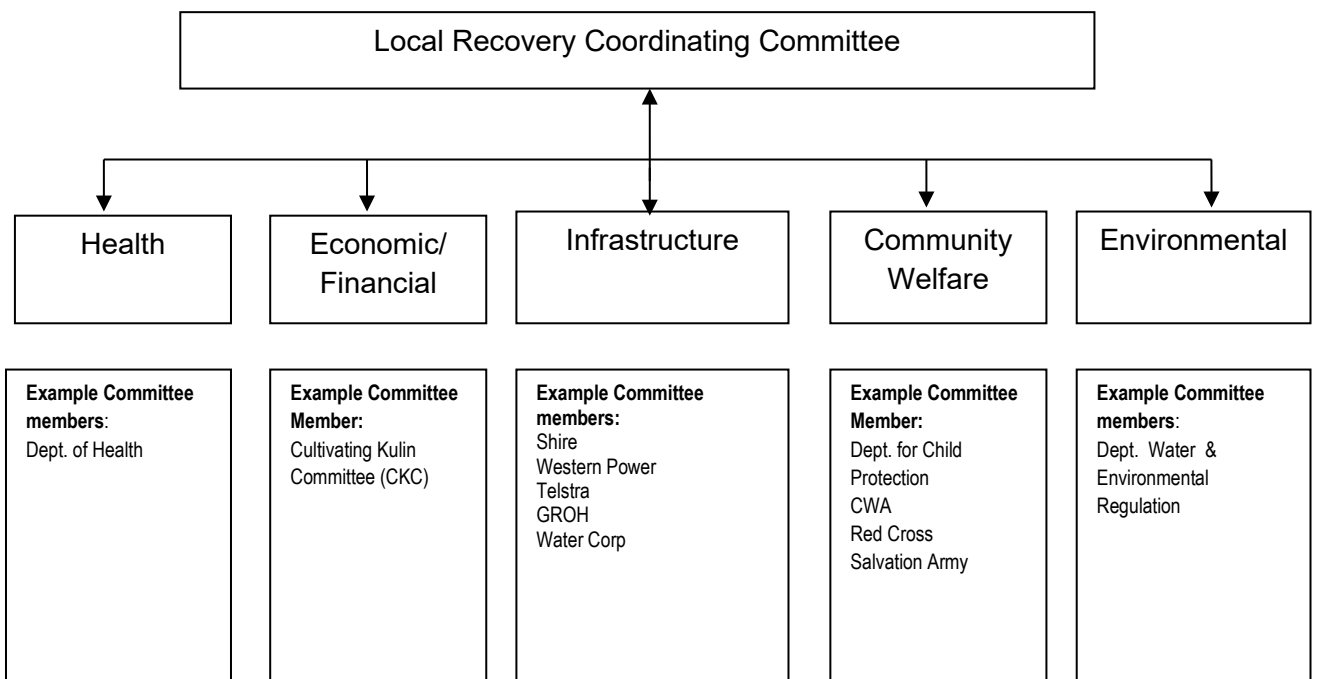 Local Recovery Coordinating Committee
Health
Economic/
Financial
Infrastructure
Community
Welfare
Environmental
Example Committee
members:
Dept. of Health
Example Committee
Member:
Cultivating Kulin
Committee (CKC)
Example Committee
members:
Shire
Western Power
Telstra
GROH
Water Corp
Example Committee
Member:
Dept. for Child
Protection
CWA
Red Cross
Salvation Army
Example Committee
members:
Dept. Water &
Environmental
Regulation